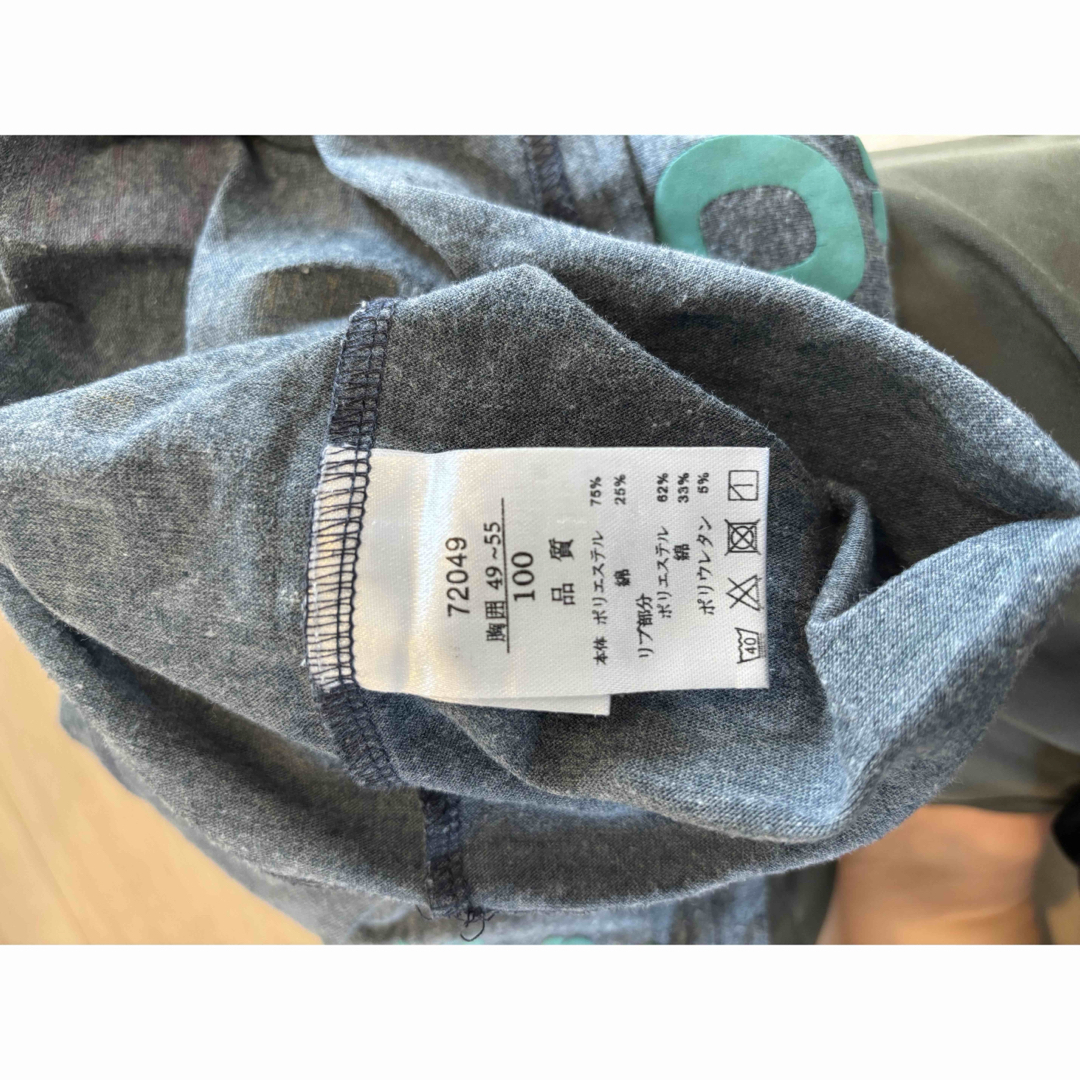 72049
胸囲 49~55
100
品 質
本体 ポリエステル 75%
綿 25%
リブ部分
ポリエステル 62%
綿 33%
ポリウレタン 5%
40